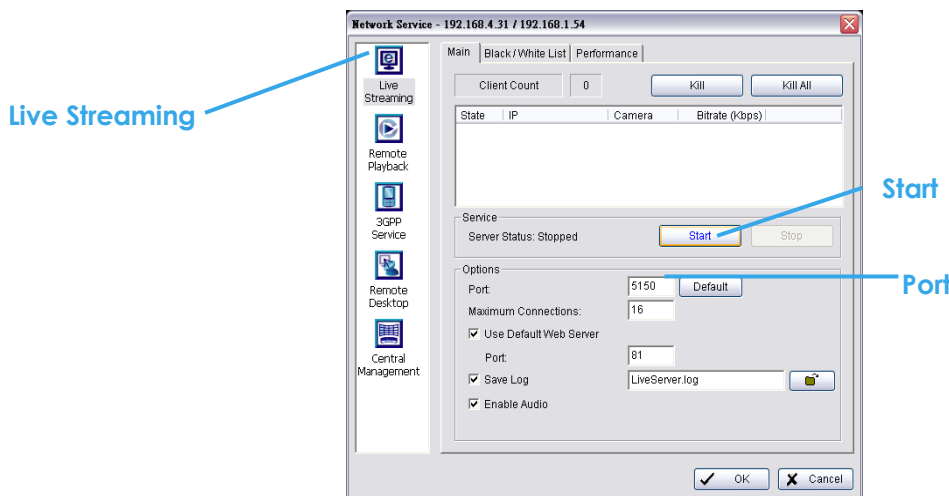 Network Service - 192.168.4.31 / 192.168.1.54
Live Streaming
Live
Streaming
Remote
Playback
3GPP
Service
Remote
Desktop
Central
Management
Main Black / White List Performance
Client Count 0 Kill Kill All
State IP Camera Bitrate (Kbps)
Start
Service
Server Status: Stopped Start Stop
Options
Port: 5150 Default
Port
Maximum Connections: 16
Use Default Web Server
Port: 81
Save Log LiveServer.log
Enable Audio
OK Cancel